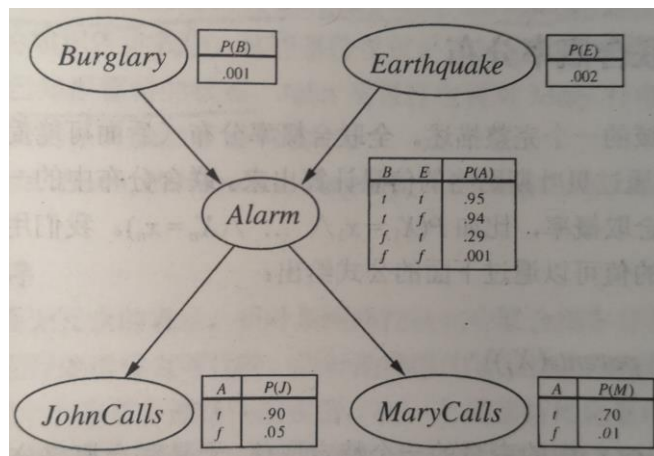 Burglary
P(B)
.001
Earthquake
P(E)
.002
Alarm
B E P(A)
t t .95
t f .94
f t .29
f f .001
JohnCalls
A P(J)
t .90
f .05
MaryCalls
A P(M)
t .70
f .01